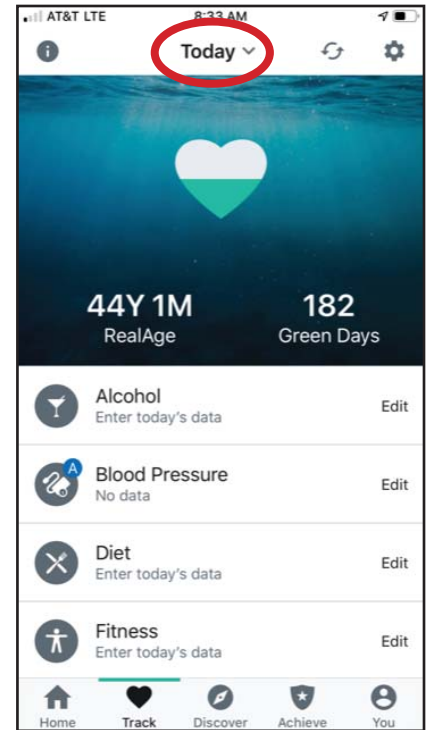 AT&T LTE 8:33 AM
Today
44Y 1M 182
RealAge Green Days
Alcohol
Enter today's data
Edit
A
Blood Pressure
No data
Edit
Diet
Enter today's data
Edit
Fitness
Enter today's data
Edit
Home Track Discover Achieve You